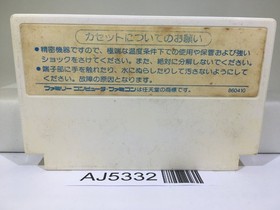 カセットについてのお願い
●精密機器ですので、極端な温度条件下での使用や保管および強い
ショックをさけてください。また、絶対に分解しないでください。
●端子部に手を触れたり、水にぬらしたりして汚さないようにして
ください。故障の原因となります。
ファミリーコンピュータ・ファミコンは任天堂の商標です。 860410
AJ5332